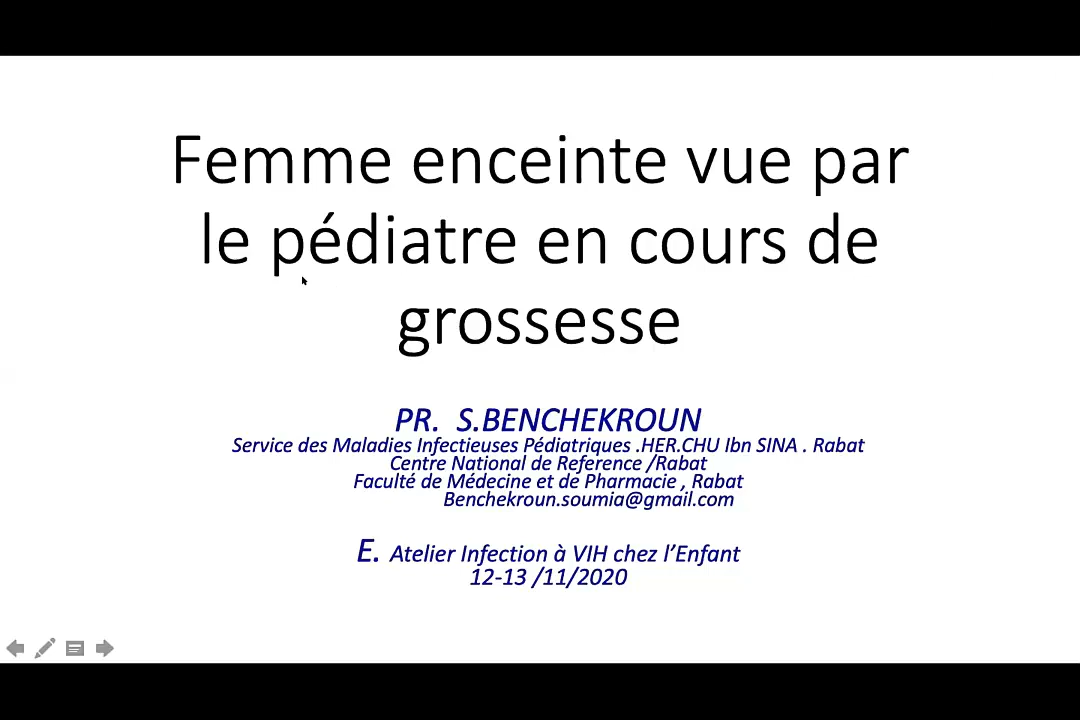 Femme enceinte vue par
le pédiatre en cours de
grossesse
PR. S.BENCHEKROUN
Service des Maladies Infectieuses Pédiatriques .HER.CHU Ibn SINA . Rabat
Centre National de Reference /Rabat
Faculté de Médecine et de Pharmacie , Rabat
Benchekroun.soumia@gmail.com
E. Atelier Infection à VIH chez l’Enfant
12-13 /11/2020